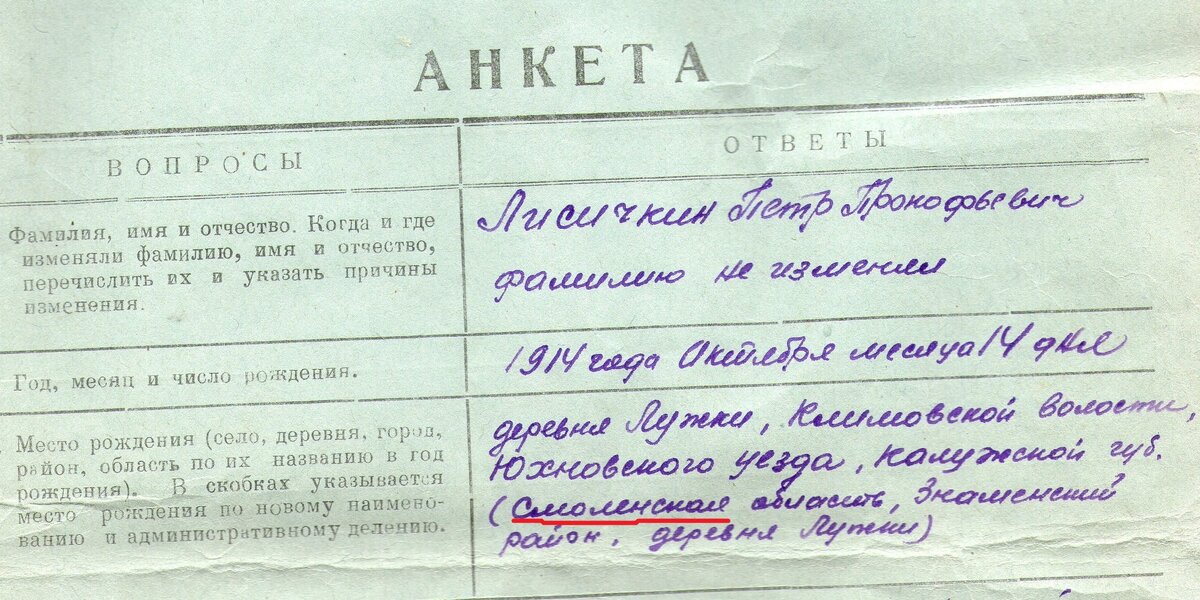 АНКЕТА
ВОПРОСЫ
ОТВЕТЫ
Фамилия, имя и отчество. Когда и где
изменяли фамилию, имя и отчество,
перечислить их и указать причины
изменения.
Лисичкин Петр Прокофьевич
фамилию не изменял
Год, месяц и число рождения.
1914 года Октября месяца 14 дня
Место рождения (село, деревня, город,
район, область по их названию в год
рождения). В скобках указывается
место рождения по новому наимено-
ванию и административному делению.
деревня Лужки, Климовской волости,
Юхновского уезда, Калужской губ.
(Смоленская область, Знаменский
район, деревня Лужки)